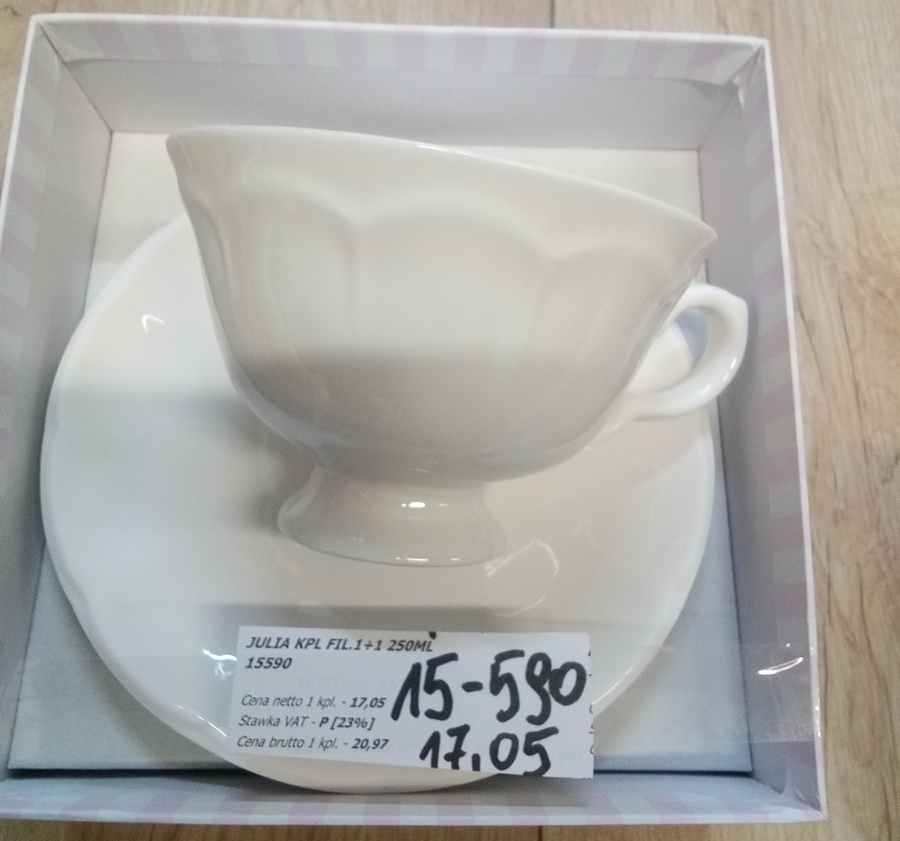 JULIA KPL FIL.1+1 250ML
15590
15-590
Cena netto 1 kpl. - 17,05
Stawka VAT - P [23%]
Cena brutto 1 kpl. - 20,97
17.05